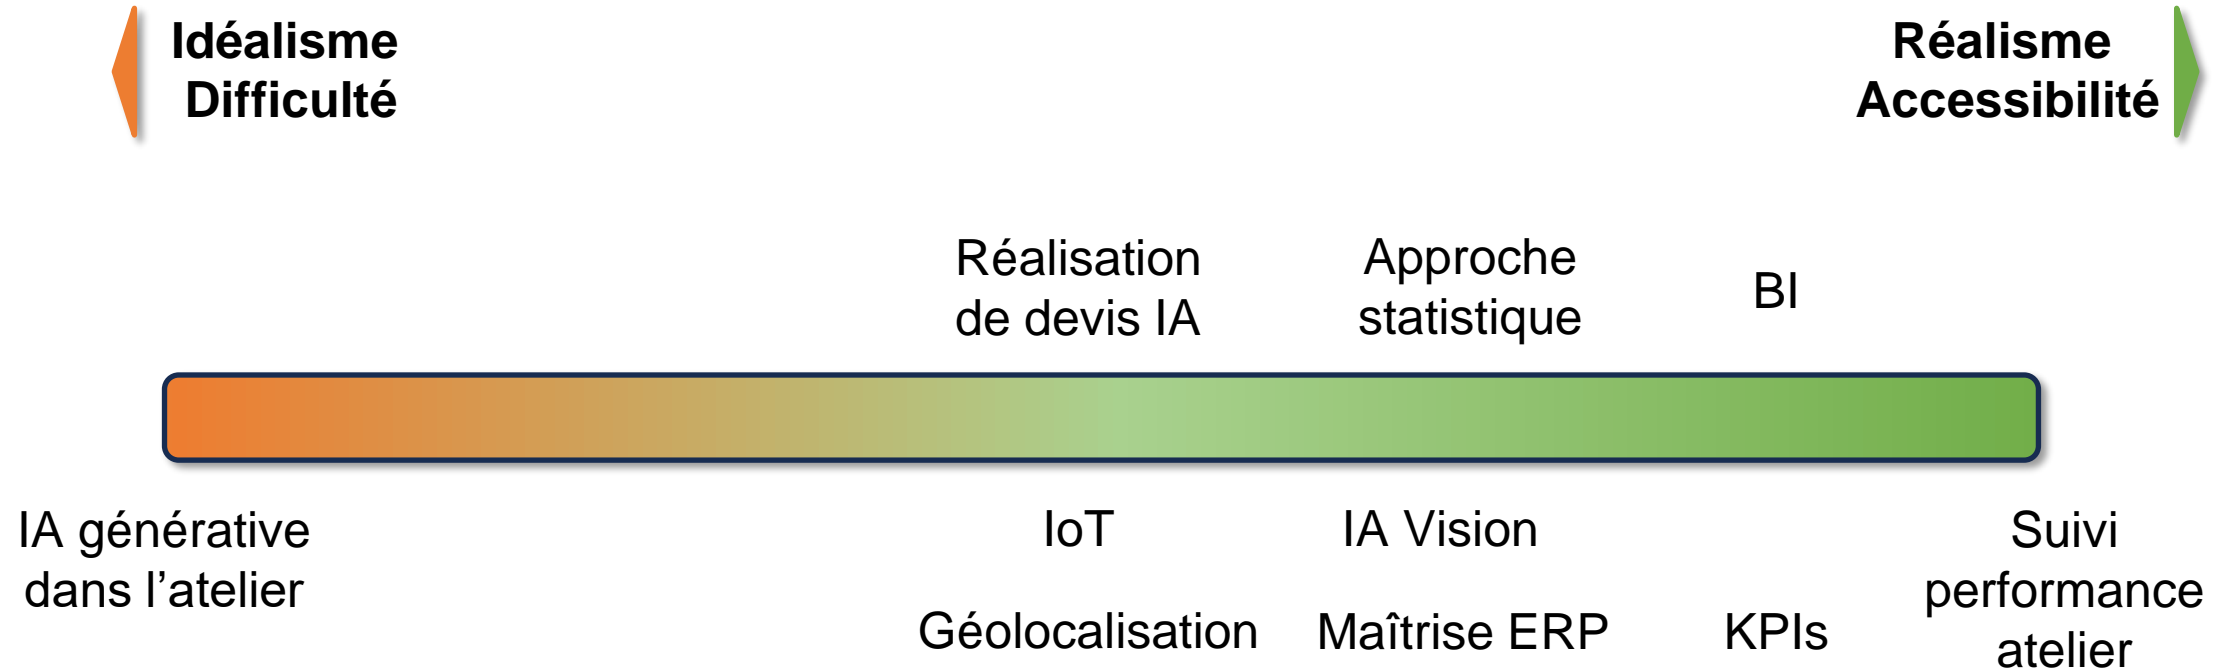 Idéalisme
Difficulté
Réalisme
Accessibilité
Réalisation
de devis IA
Approche
statistique
BI
IA générative
dans l’atelier
IoT
Géolocalisation
IA Vision
Maîtrise ERP
KPIs
Suivi
performance
atelier